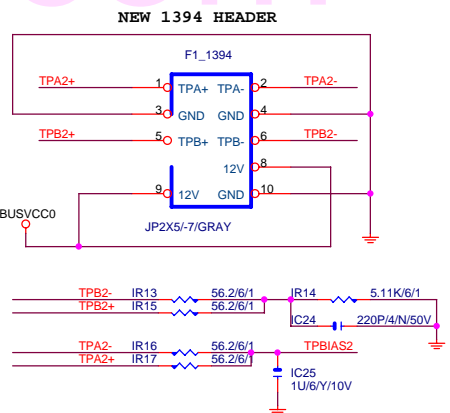 NEW 1394 HEADER
F1_1394
TPA2+ 1 TPA+ TPA- 2 TPA2-
3 GND GND 4
TPB2+ 5 TPB+ TPB- 6 TPB2-
12V 8
9 12V GND 10
BUSVCC0
JP2X5/-7/GRAY
TPB2- IR13 56.2/6/1 IR14 5.11K/6/1
TPB2+ IR15 56.2/6/1 IC24 220P/4/N/50V
TPA2- IR16 56.2/6/1 TPBIAS2
TPA2+ IR17 56.2/6/1
IC25
1U/6/Y/10V